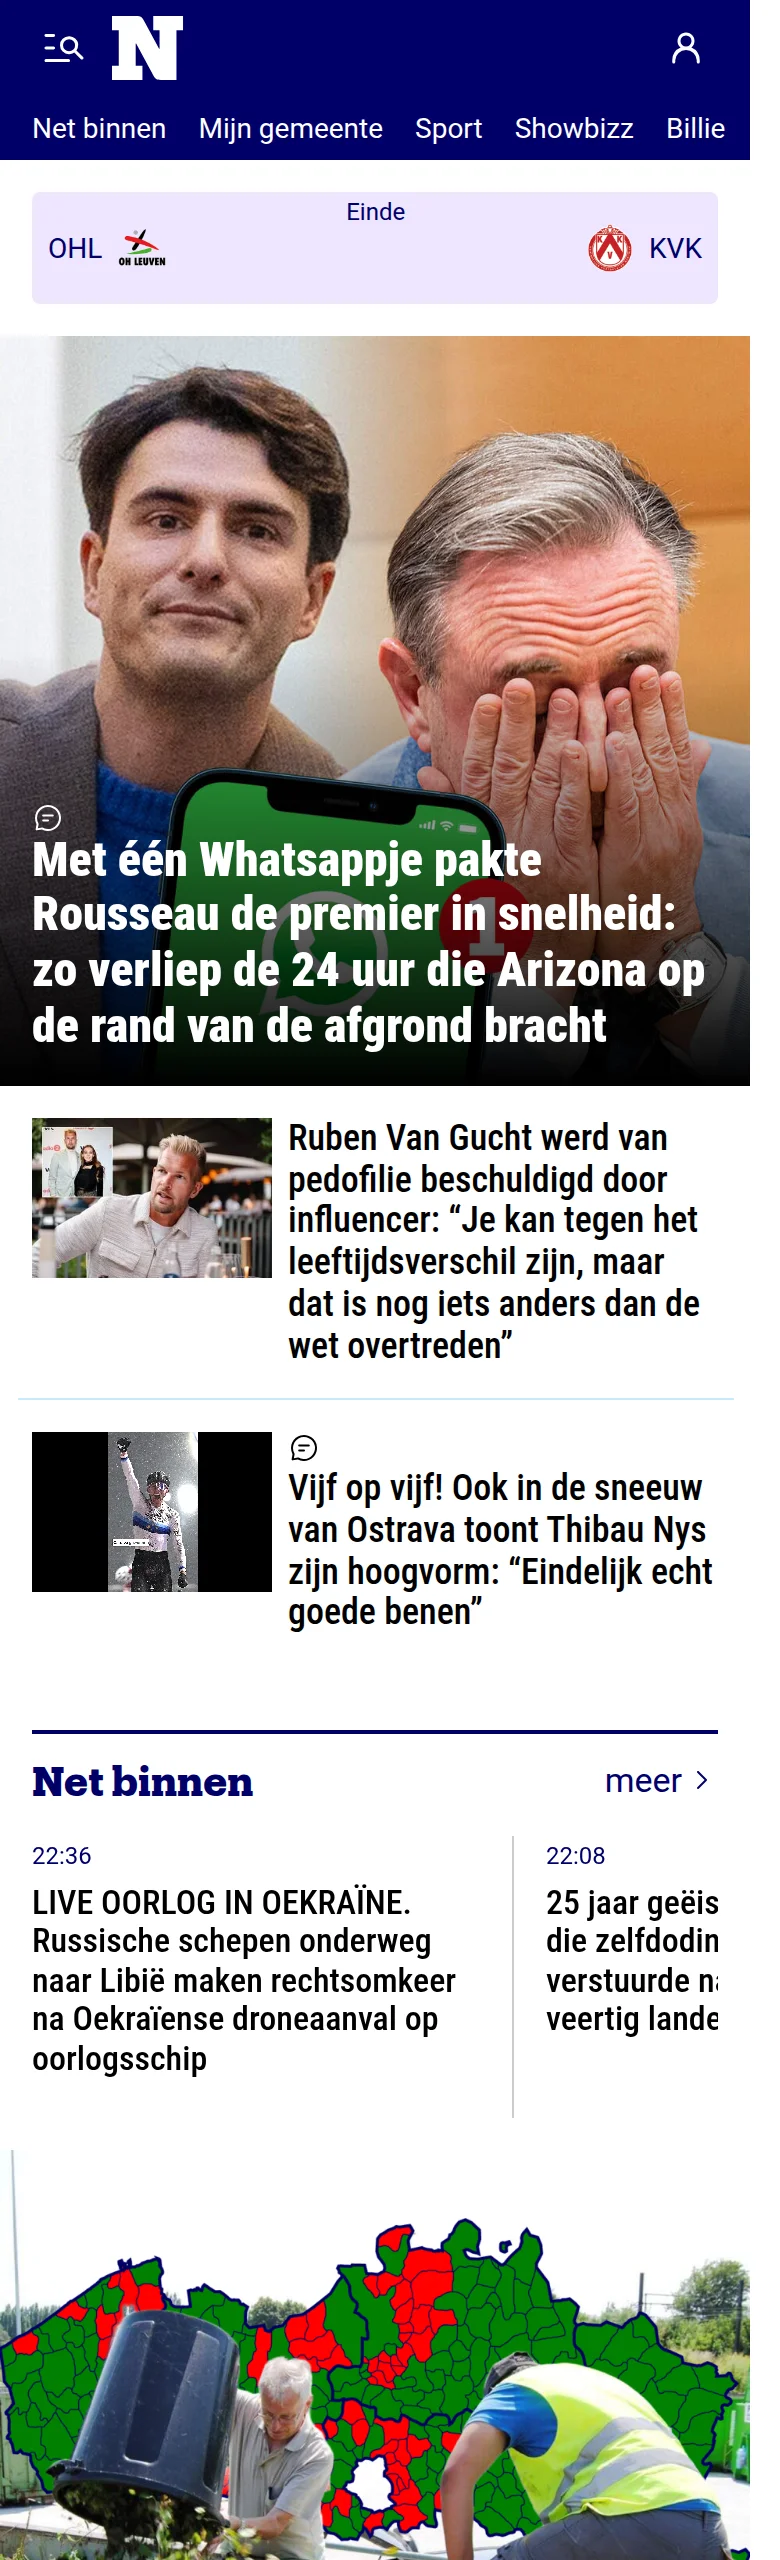 N
Net binnen Mijn gemeente Sport Showbizz Billie
Einde
OHL OH LEUVEN KVK
Met één Whatsappje pakte
Rousseau de premier in snelheid:
zo verliep de 24 uur die Arizona op
de rand van de afgrond bracht
1
Ruben Van Gucht werd van
pedofilie beschuldigd door
influencer: “Je kan tegen het
leeftijdsverschil zijn, maar
dat is nog iets anders dan de
wet overtreden”
Vijf op vijf! Ook in de sneeuw
van Ostrava toont Thibau Nys
zijn hoogvorm: “Eindelijk echt
goede benen”
Net binnen
meer
22:36
LIVE OORLOG IN OEKRAÏNE.
Russische schepen onderweg
naar Libië maken rechtsomkeer
na Oekraïense droneaanval op
oorlogsschip
22:08
25 jaar geëis
die zelfdodin
verstuurde na
veertig lande